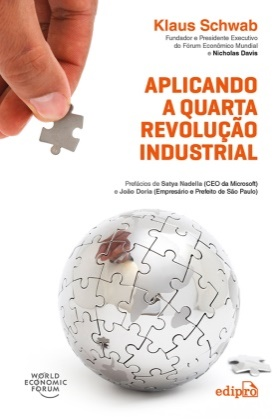 Klaus Schwab
Fundador e Presidente Executivo
do Fórum Econômico Mundial
e Nicholas Davis
APLICANDO
A QUARTA
REVOLUÇÃO
INDUSTRIAL
Prefácios de Satya Nadella (CEO da Microsoft)
e João Doria (Empresário e Prefeito de São Paulo)
WORLD
ECONOMIC
FORUM
edipro